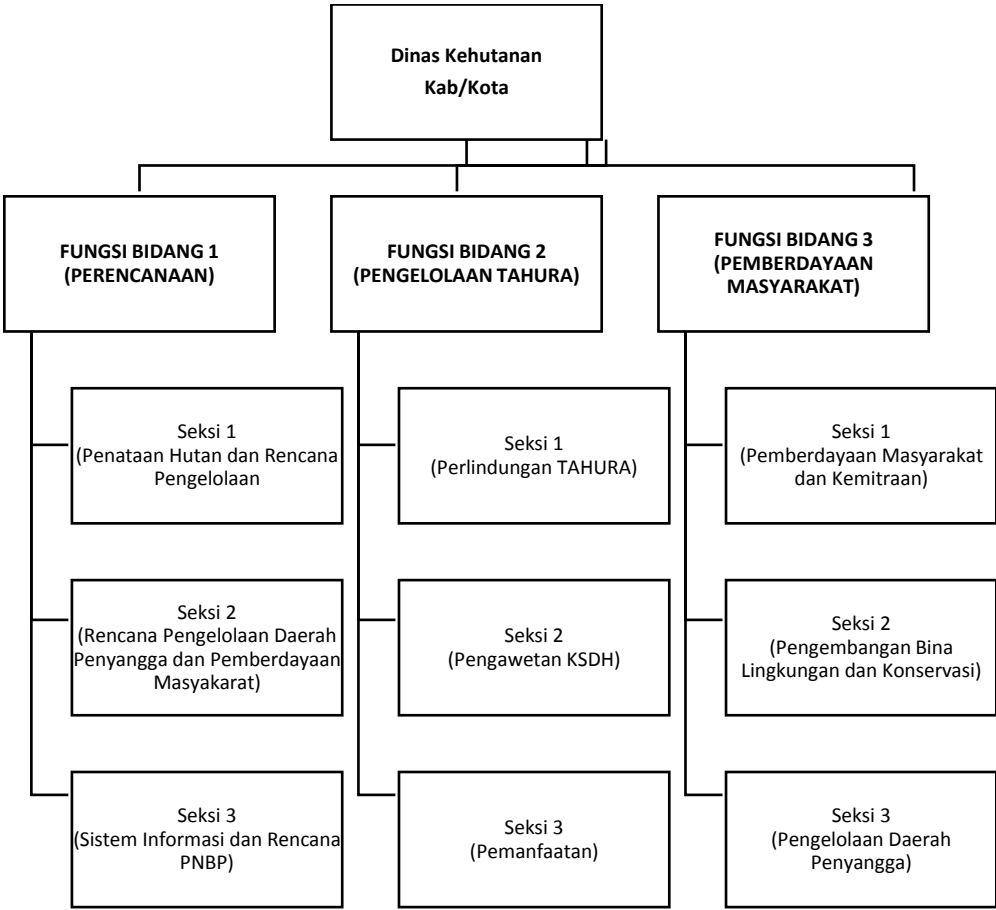 Dinas Kehutanan
Kab/Kota
FUNGSI BIDANG 1
(PERENCANAAN)
FUNGSI BIDANG 2
(PENGELOLAAN TAHURA)
FUNGSI BIDANG 3
(PEMBERDAYAAN
MASYARAKAT)
Seksi 1
(Penataan Hutan dan Rencana
Pengelolaan
Seksi 1
(Perlindungan TAHURA)
Seksi 1
(Pemberdayaan Masyarakat
dan Kemitraan)
Seksi 2
(Rencana Pengelolaan Daerah
Penyangga dan Pemberdayaan
Masyakarat)
Seksi 2
(Pengawetan KSDH)
Seksi 2
(Pengembangan Bina
Lingkungan dan Konservasi)
Seksi 3
(Sistem Informasi dan Rencana
PNBP)
Seksi 3
(Pemanfaatan)
Seksi 3
(Pengelolaan Daerah
Penyangga)